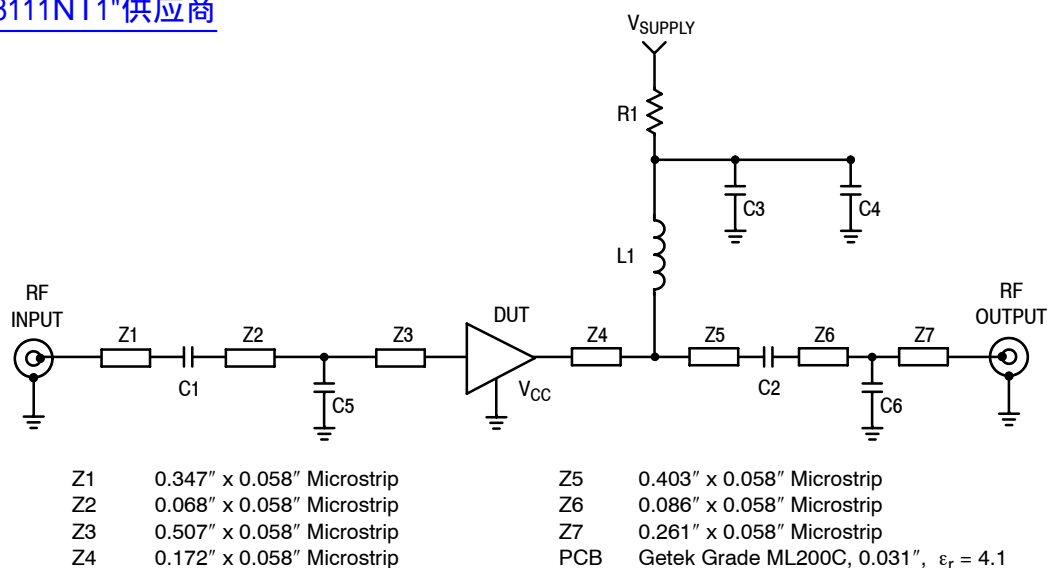 3111NT1"供应商
VSUPPLY
R1
C3
C4
L1
RF
INPUT
RF
OUTPUT
DUT
Z1
Z2
Z3
Z4
Z5
Z6
Z7
C1
C5
VCC
C2
C6
Z1 0.347″ x 0.058″ Microstrip
Z2 0.068″ x 0.058″ Microstrip
Z3 0.507″ x 0.058″ Microstrip
Z4 0.172″ x 0.058″ Microstrip
Z5 0.403″ x 0.058″ Microstrip
Z6 0.086″ x 0.058″ Microstrip
Z7 0.261″ x 0.058″ Microstrip
PCB Getek Grade ML200C, 0.031″, εr = 4.1